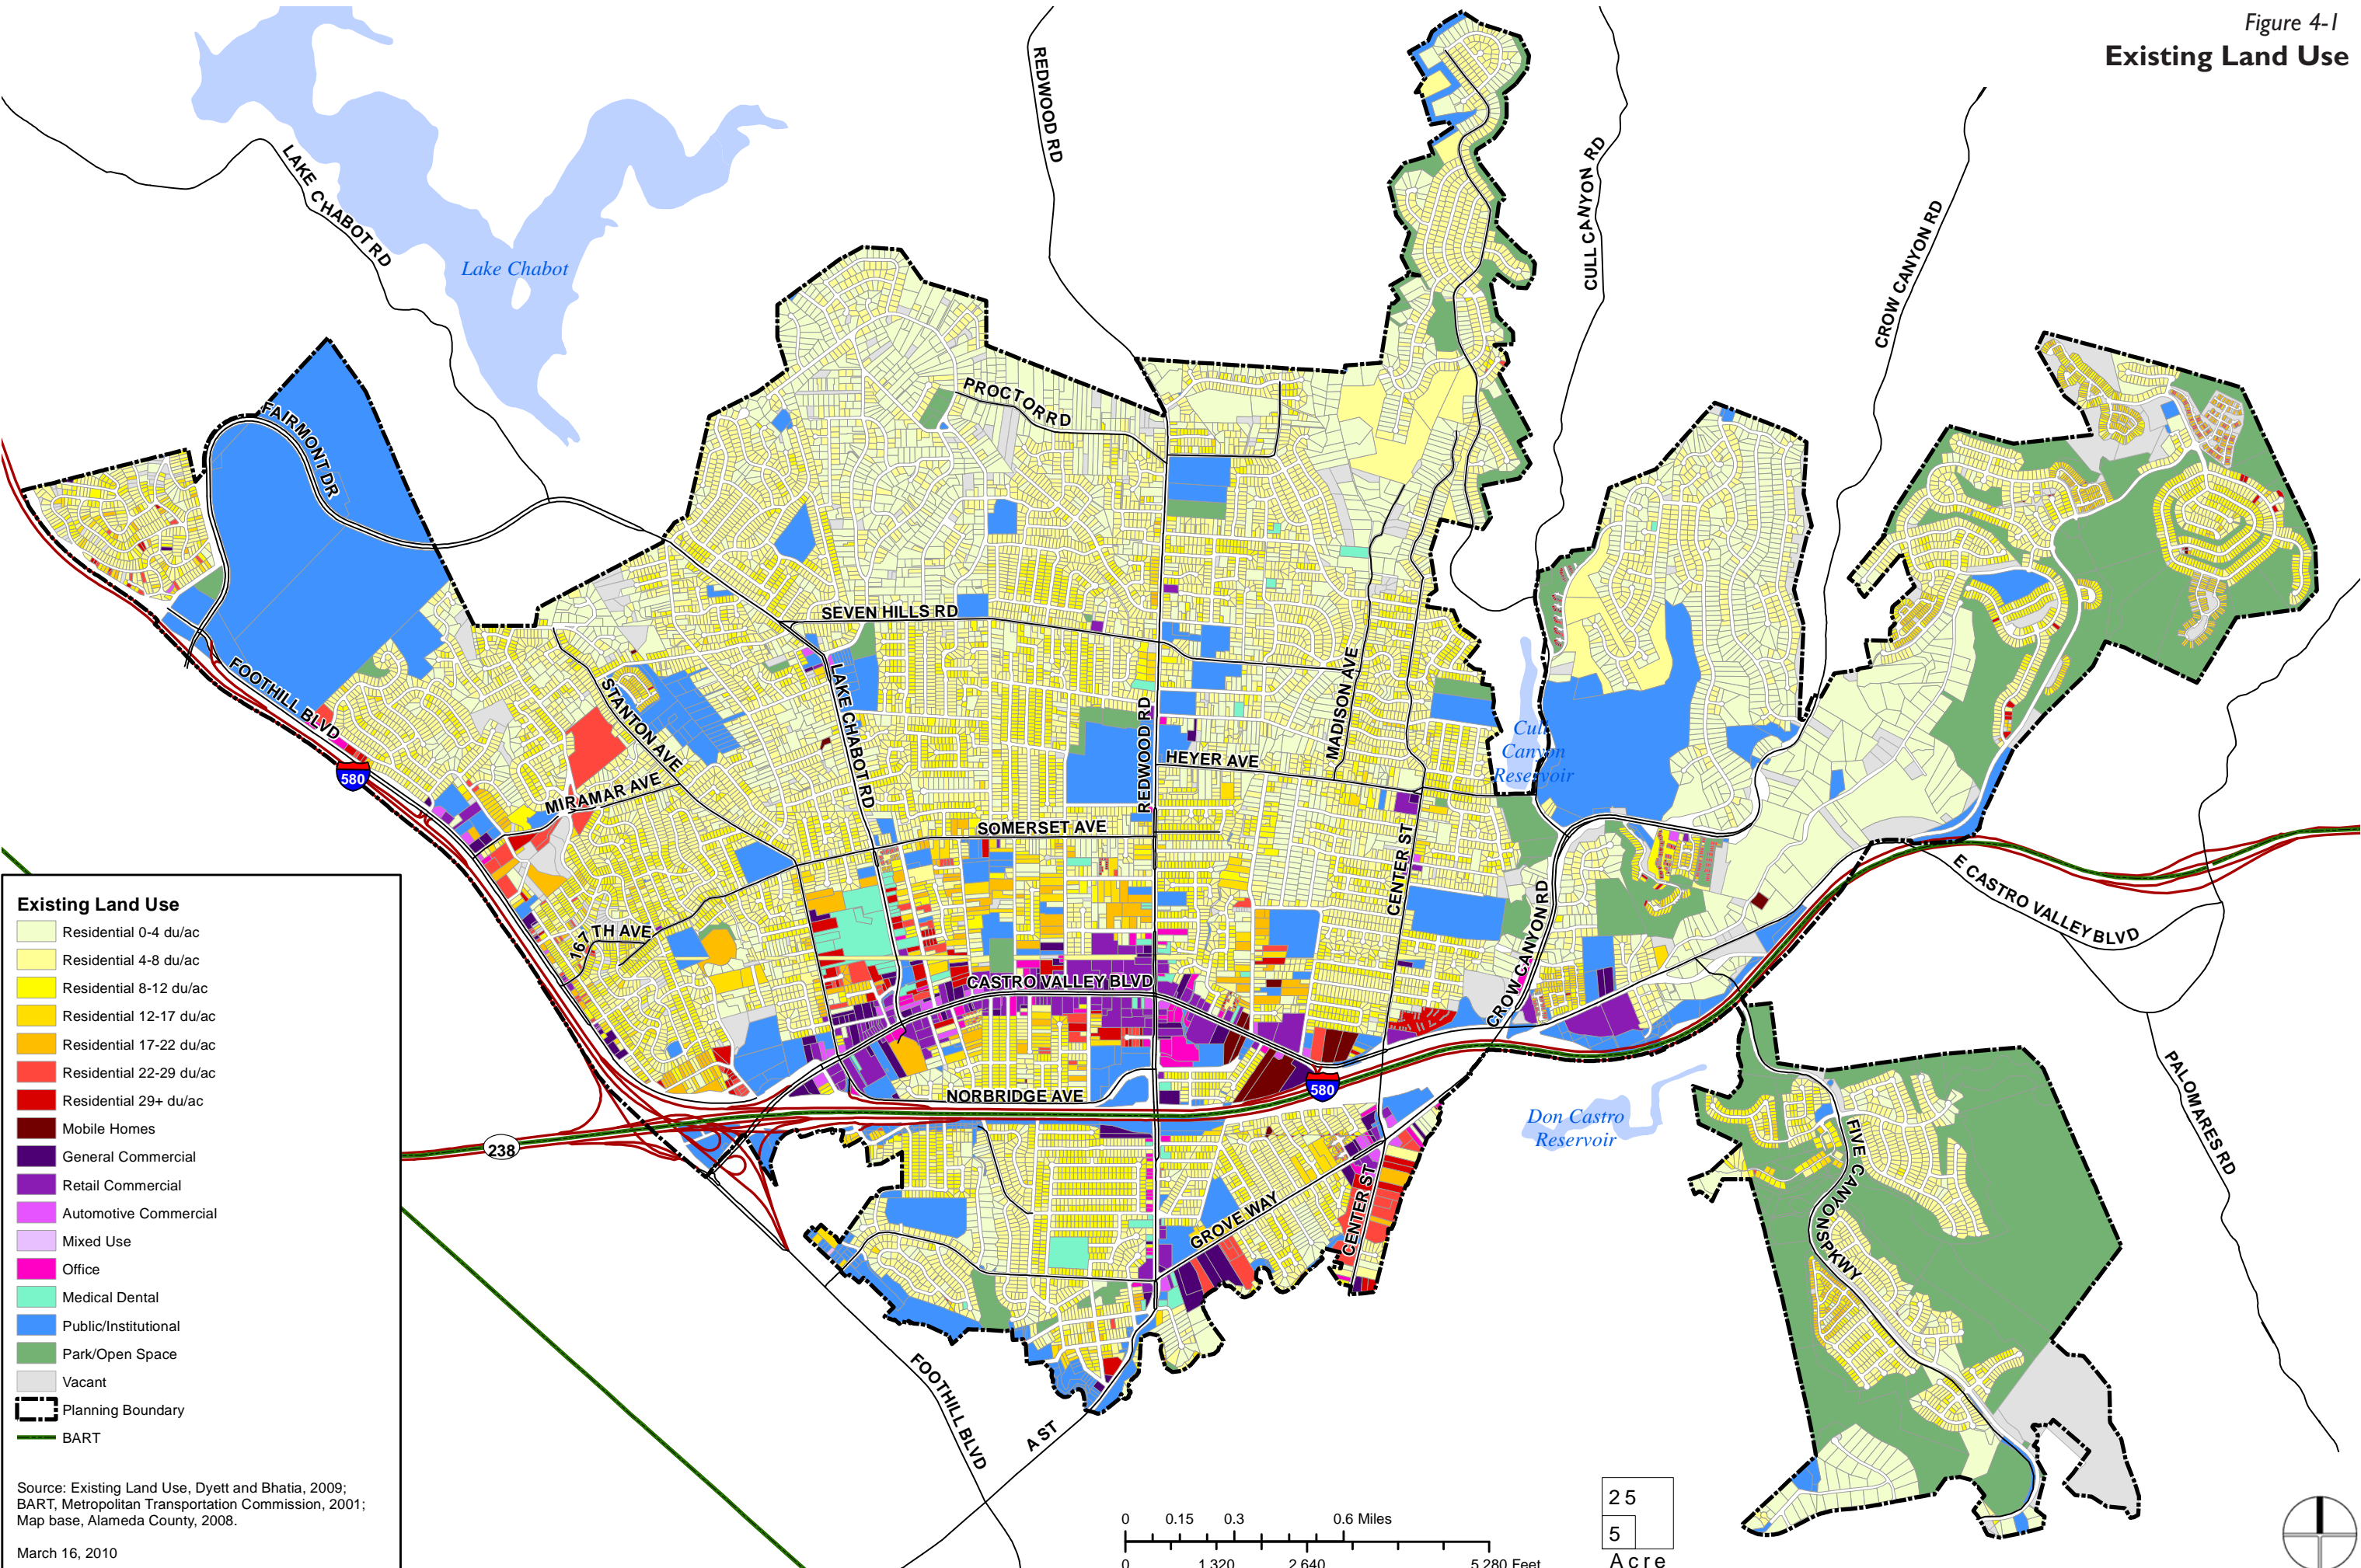 Figure 4-1
Existing Land Use
REDWOOD RD
CULL CANYON RD
CROW CANYON RD
LAKE CHABOT RD
Lake Chabot
FAIRMONT DR
PROCTOR RD
SEVEN HILLS RD
FOOTHILL BLVD
STANTON AVE
LAKE CHABOT RD
REDWOOD RD
MADISON AVE
Cull
Canyon
Reservoir
580
MIRAMAR AVE
HEYER AVE
SOMERSET AVE
CENTER ST
167 TH AVE
CROW CANYON RD
E CASTRO VALLEY BLVD
CASTRO VALLEY BLVD
NORBRIDGE AVE
580
238
Don Castro
Reservoir
PALOMARES RD
FIVE CANYONS PKWY
GROVE WAY
CENTER ST
FOOTHILL BLVD
A ST
Existing Land Use
Residential 0-4 du/ac
Residential 4-8 du/ac
Residential 8-12 du/ac
Residential 12-17 du/ac
Residential 17-22 du/ac
Residential 22-29 du/ac
Residential 29+ du/ac
Mobile Homes
General Commercial
Retail Commercial
Automotive Commercial
Mixed Use
Office
Medical Dental
Public/Institutional
Park/Open Space
Vacant
Planning Boundary
BART
Source: Existing Land Use, Dyett and Bhatia, 2009;
BART, Metropolitan Transportation Commission, 2001;
Map base, Alameda County, 2008.
March 16, 2010
0 0.15 0.3 0.6 Miles
0 1,320 2,640 5,280 Feet
25
5
Acre